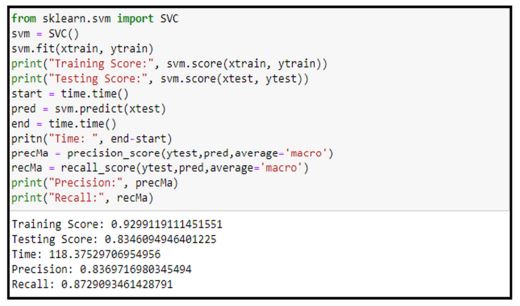 from sklearn.svm import SVC
svm = SVC()
svm.fit(xtrain, ytrain)
print("Training Score:", svm.score(xtrain, ytrain))
print("Testing Score:", svm.score(xtest, ytest))
start = time.time()
pred = svm.predict(xtest)
end = time.time()
pritn("Time: ", end-start)
precMa = precision_score(ytest,pred,average='macro')
recMa = recall_score(ytest,pred,average='macro')
print("Precision:", precMa)
print("Recall:", recMa)
Training Score: 0.9299119111451551
Testing Score: 0.8346094946401225
Time: 118.37529706954956
Precision: 0.8369716980345494
Recall: 0.8729093461428791